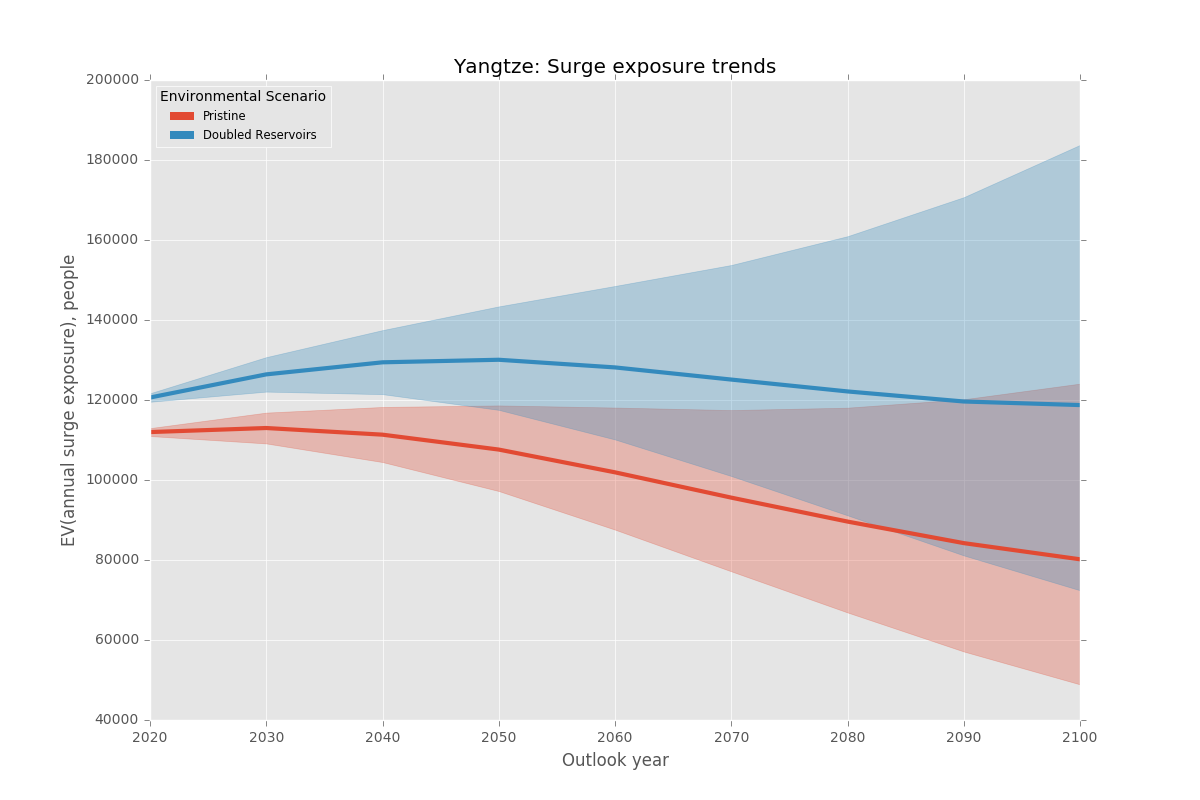 Yangtze: Surge exposure trends
200000
180000
160000
140000
120000
100000
80000
60000
40000
EV(annual surge exposure), people
Environmental Scenario
Pristine
Doubled Reservoirs
2020 2030 2040 2050 2060 2070 2080 2090 2100
Outlook year